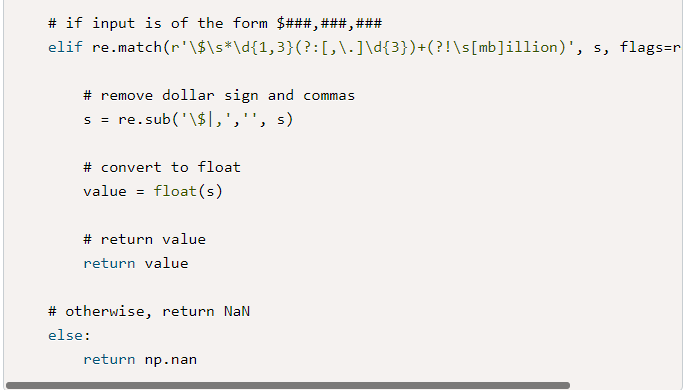 # if input is of the form $###,###,###
elif re.match(r'\$\s*\d{1,3}(?:[,\.]\d{3})+(?!\s[mb]illion)', s, flags=r
# remove dollar sign and commas
s = re.sub('\$|,','', s)
# convert to float
value = float(s)
# return value
return value
# otherwise, return NaN
else:
return np.nan